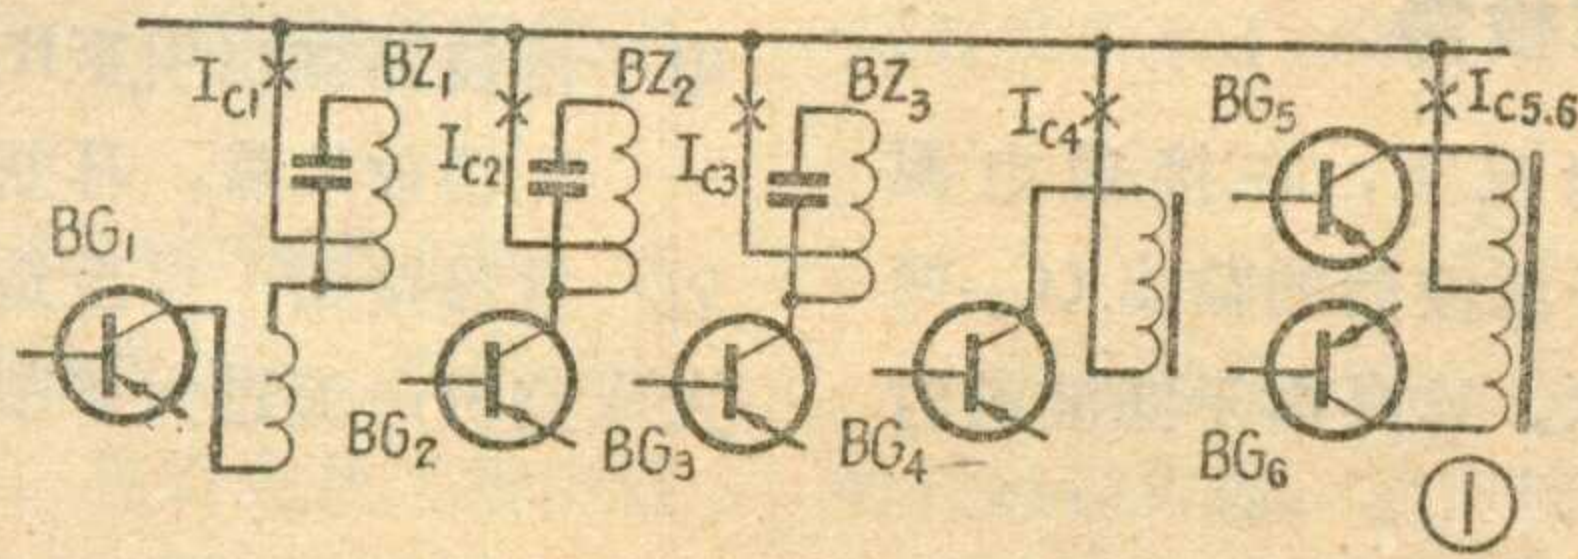 I_C1
BZ₁
I_C2
BZ₂
I_C3
BZ₃
I_C4
BG₅
I_C5.6
BG₁
BG₂
BG₃
BG₄
BG₆
①